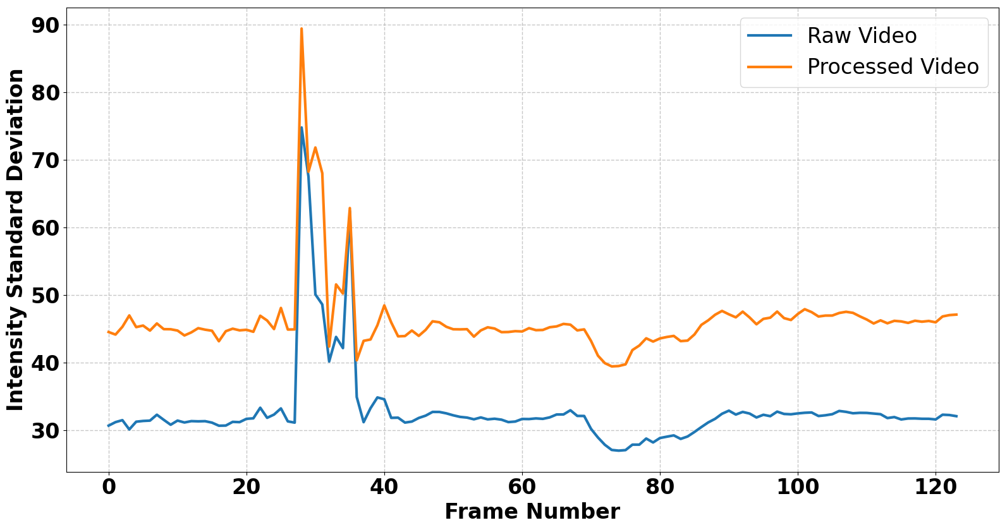 Raw Video
Processed Video
90
80
70
60
50
40
30
Intensity Standard Deviation
0 20 40 60 80 100 120
Frame Number